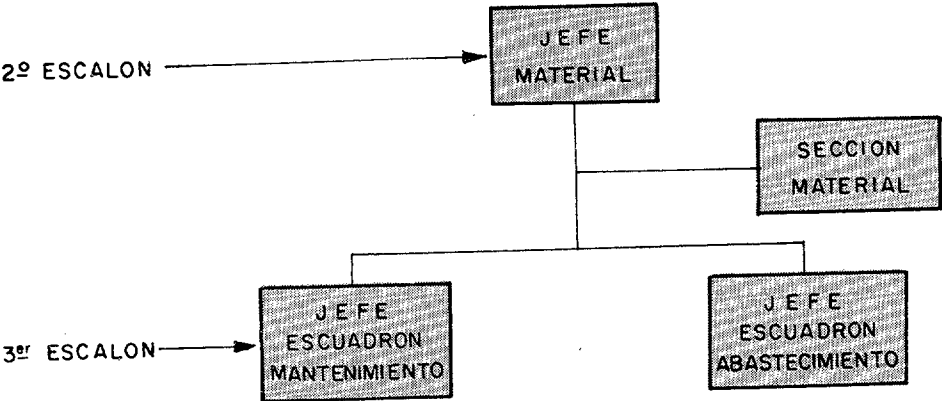 JEFE
MATERIAL
2º ESCALON
SECCION
MATERIAL
JEFE
ESCUADRON
MANTENIMIENTO
JEFE
ESCUADRON
ABASTECIMIENTO
3er ESCALON